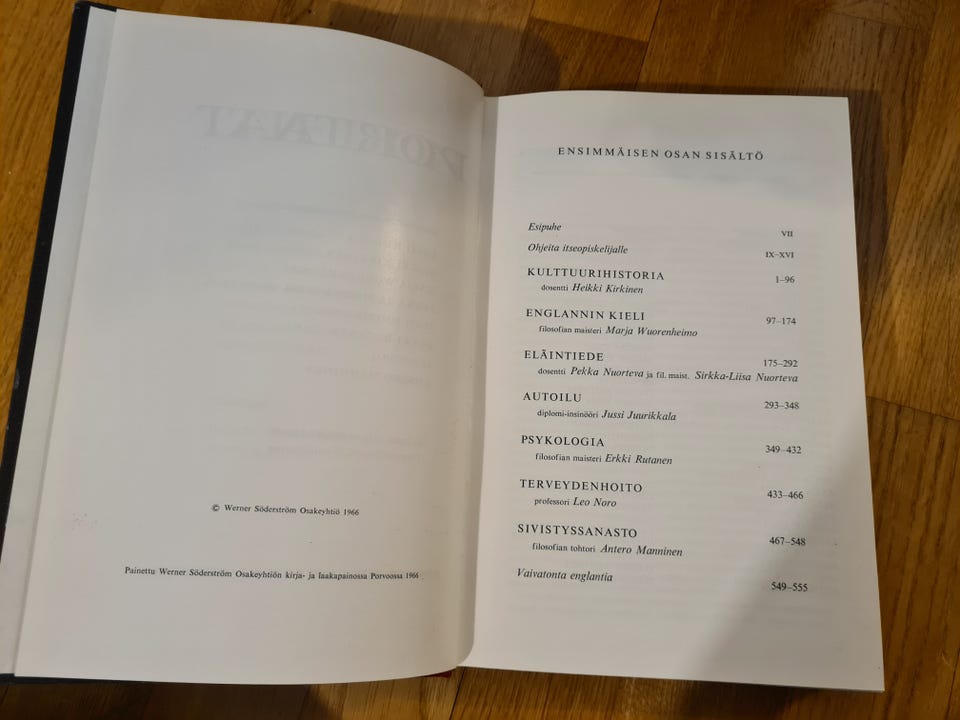 © Werner Söderström Osakeyhtiö 1966
Painettu Werner Söderström Osakeyhtiön kirja- ja laakapainossa Porvoossa 1966
ENSIMMÄISEN OSAN SISÄLTÖ
Esipuhe VII
Ohjeita itseopiskelijalle IX–XVI
KULTTUURIHISTORIA 1–96
dosentti Heikki Kirkinen
ENGLANNIN KIELI 97–174
filosofian maisteri Marja Wuorenheimo
ELÄINTIEDE 175–292
dosentti Pekka Nuorteva ja fil. maist. Sirkka-Liisa Nuorteva
AUTOILU 293–348
diplomi-insinööri Jussi Juurikkala
PSYKOLOGIA 349–432
filosofian maisteri Erkki Rutanen
TERVEYDENHOITO 433–466
professori Leo Noro
SIVISTYSSANASTO 467–548
filosofian tohtori Antero Manninen
Vaivatonta englantia 549–555